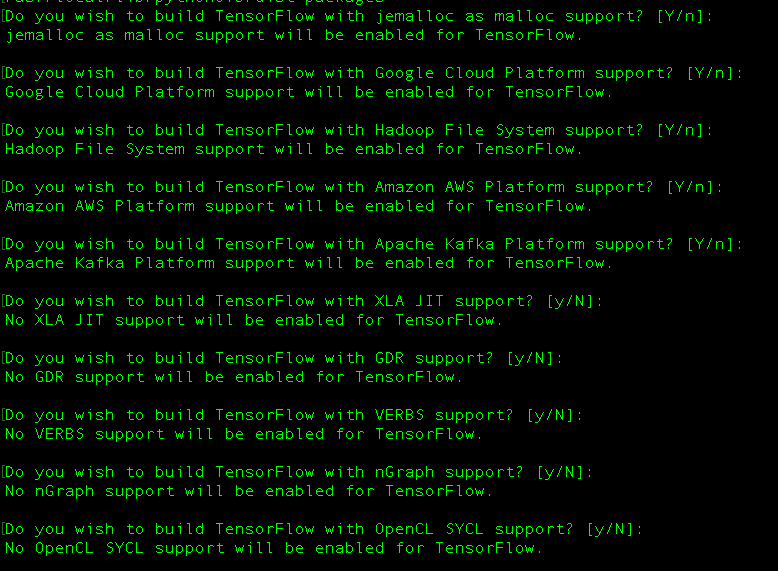 Do you wish to build TensorFlow with jemalloc as malloc support? [Y/n]:
jemalloc as malloc support will be enabled for TensorFlow.
Do you wish to build TensorFlow with Google Cloud Platform support? [Y/n]:
Google Cloud Platform support will be enabled for TensorFlow.
Do you wish to build TensorFlow with Hadoop File System support? [Y/n]:
Hadoop File System support will be enabled for TensorFlow.
Do you wish to build TensorFlow with Amazon AWS Platform support? [Y/n]:
Amazon AWS Platform support will be enabled for TensorFlow.
Do you wish to build TensorFlow with Apache Kafka Platform support? [Y/n]:
Apache Kafka Platform support will be enabled for TensorFlow.
Do you wish to build TensorFlow with XLA JIT support? [y/N]:
No XLA JIT support will be enabled for TensorFlow.
Do you wish to build TensorFlow with GDR support? [y/N]:
No GDR support will be enabled for TensorFlow.
Do you wish to build TensorFlow with VERBS support? [y/N]:
No VERBS support will be enabled for TensorFlow.
Do you wish to build TensorFlow with nGraph support? [y/N]:
No nGraph support will be enabled for TensorFlow.
Do you wish to build TensorFlow with OpenCL SYCL support? [y/N]:
No OpenCL SYCL support will be enabled for TensorFlow.